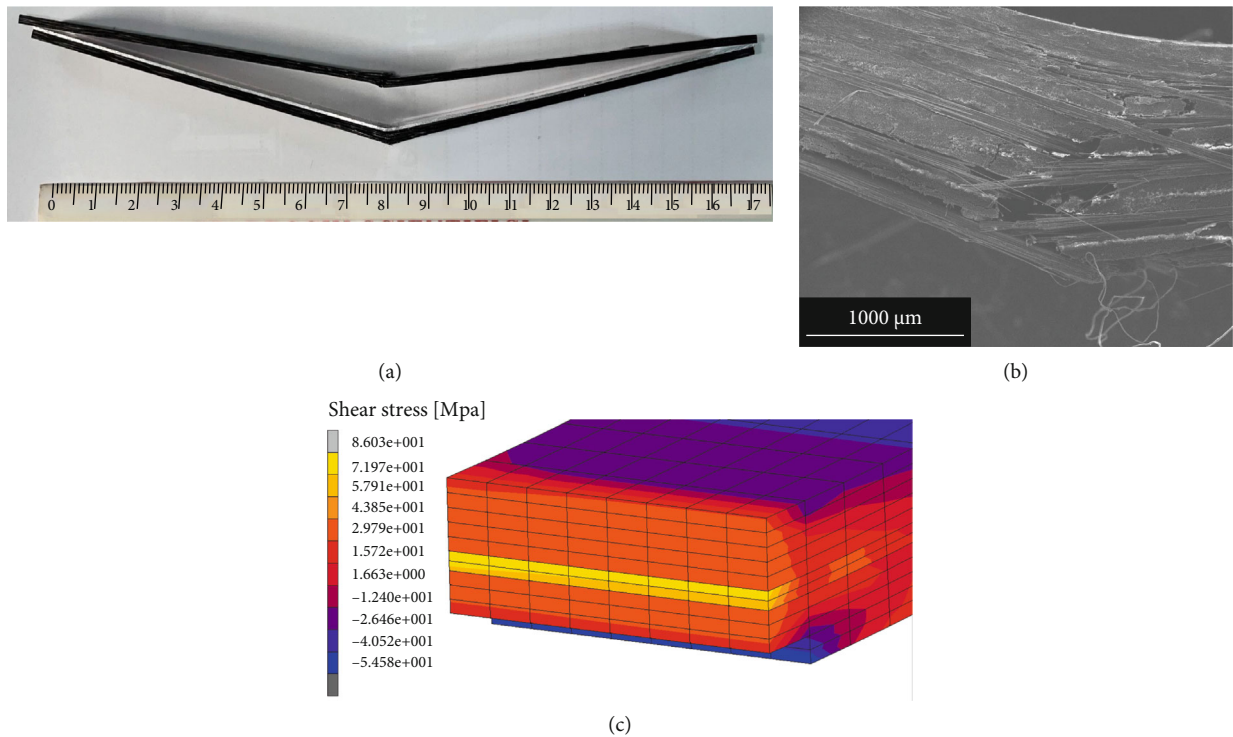 0 1 2 3 4 5 6 7 8 9 10 11 12 13 14 15 16 17
1000 µm
(a)
(b)
Shear stress [Mpa]
8.603e+001
7.197e+001
5.791e+001
4.385e+001
2.979e+001
1.572e+001
1.663e+000
–1.240e+001
–2.646e+001
–4.052e+001
–5.458e+001
(c)